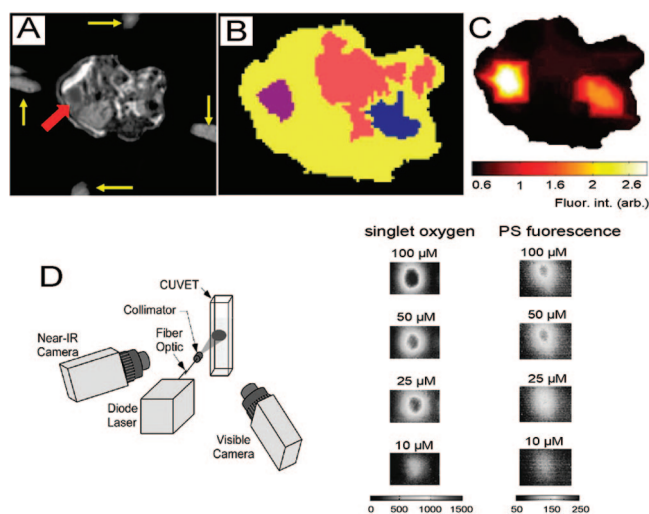 A
B
C
0.6 1 1.6 2 2.6
Fluor. int. (arb.)
D
CUVET
Collimator
Fiber
Optic
Near-IR
Camera
Diode
Laser
Visible
Camera
singlet oxygen
100 µM
50 µM
25 µM
10 µM
0 500 1000 1500
PS fuorescence
100 µM
50 µM
25 µM
10 µM
50 150 250